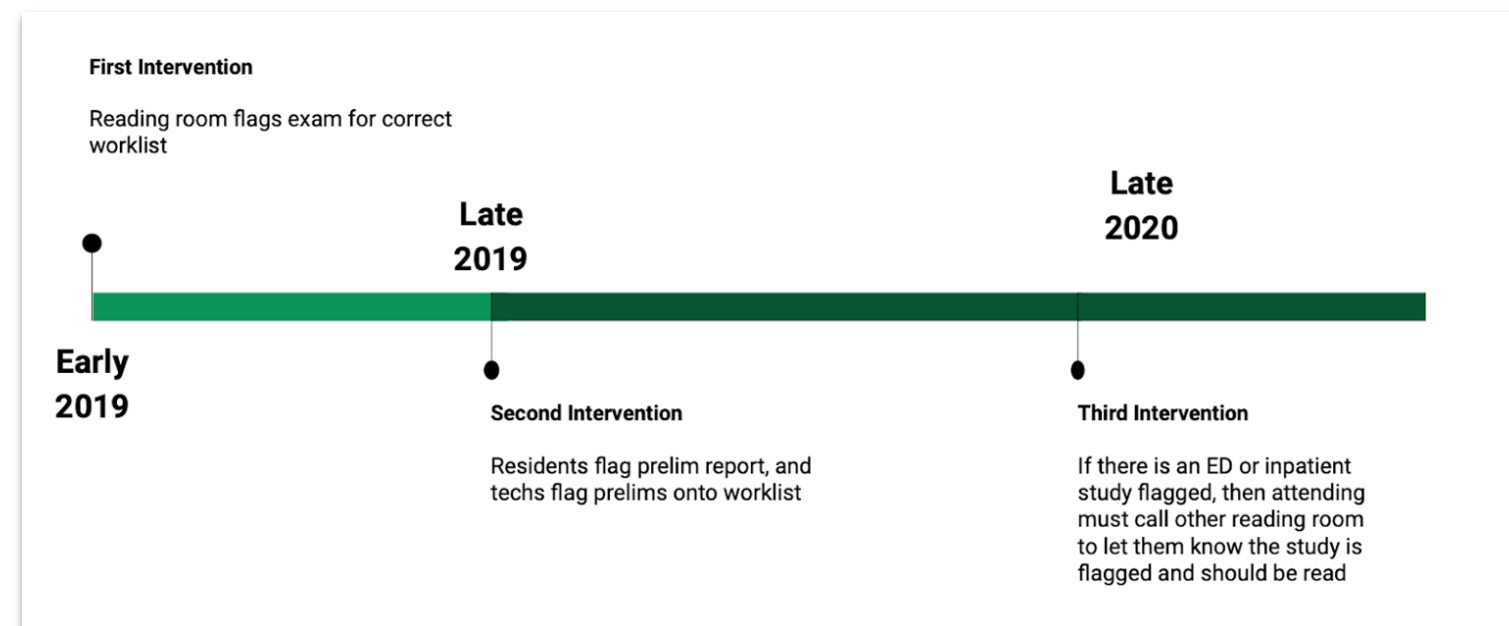 First Intervention
Reading room flags exam for correct
worklist
Early
2019
Late
2019
Second Intervention
Residents flag prelim report, and
techs flag prelims onto worklist
Late
2020
Third Intervention
If there is an ED or inpatient
study flagged, then attending
must call other reading room
to let them know the study is
flagged and should be read